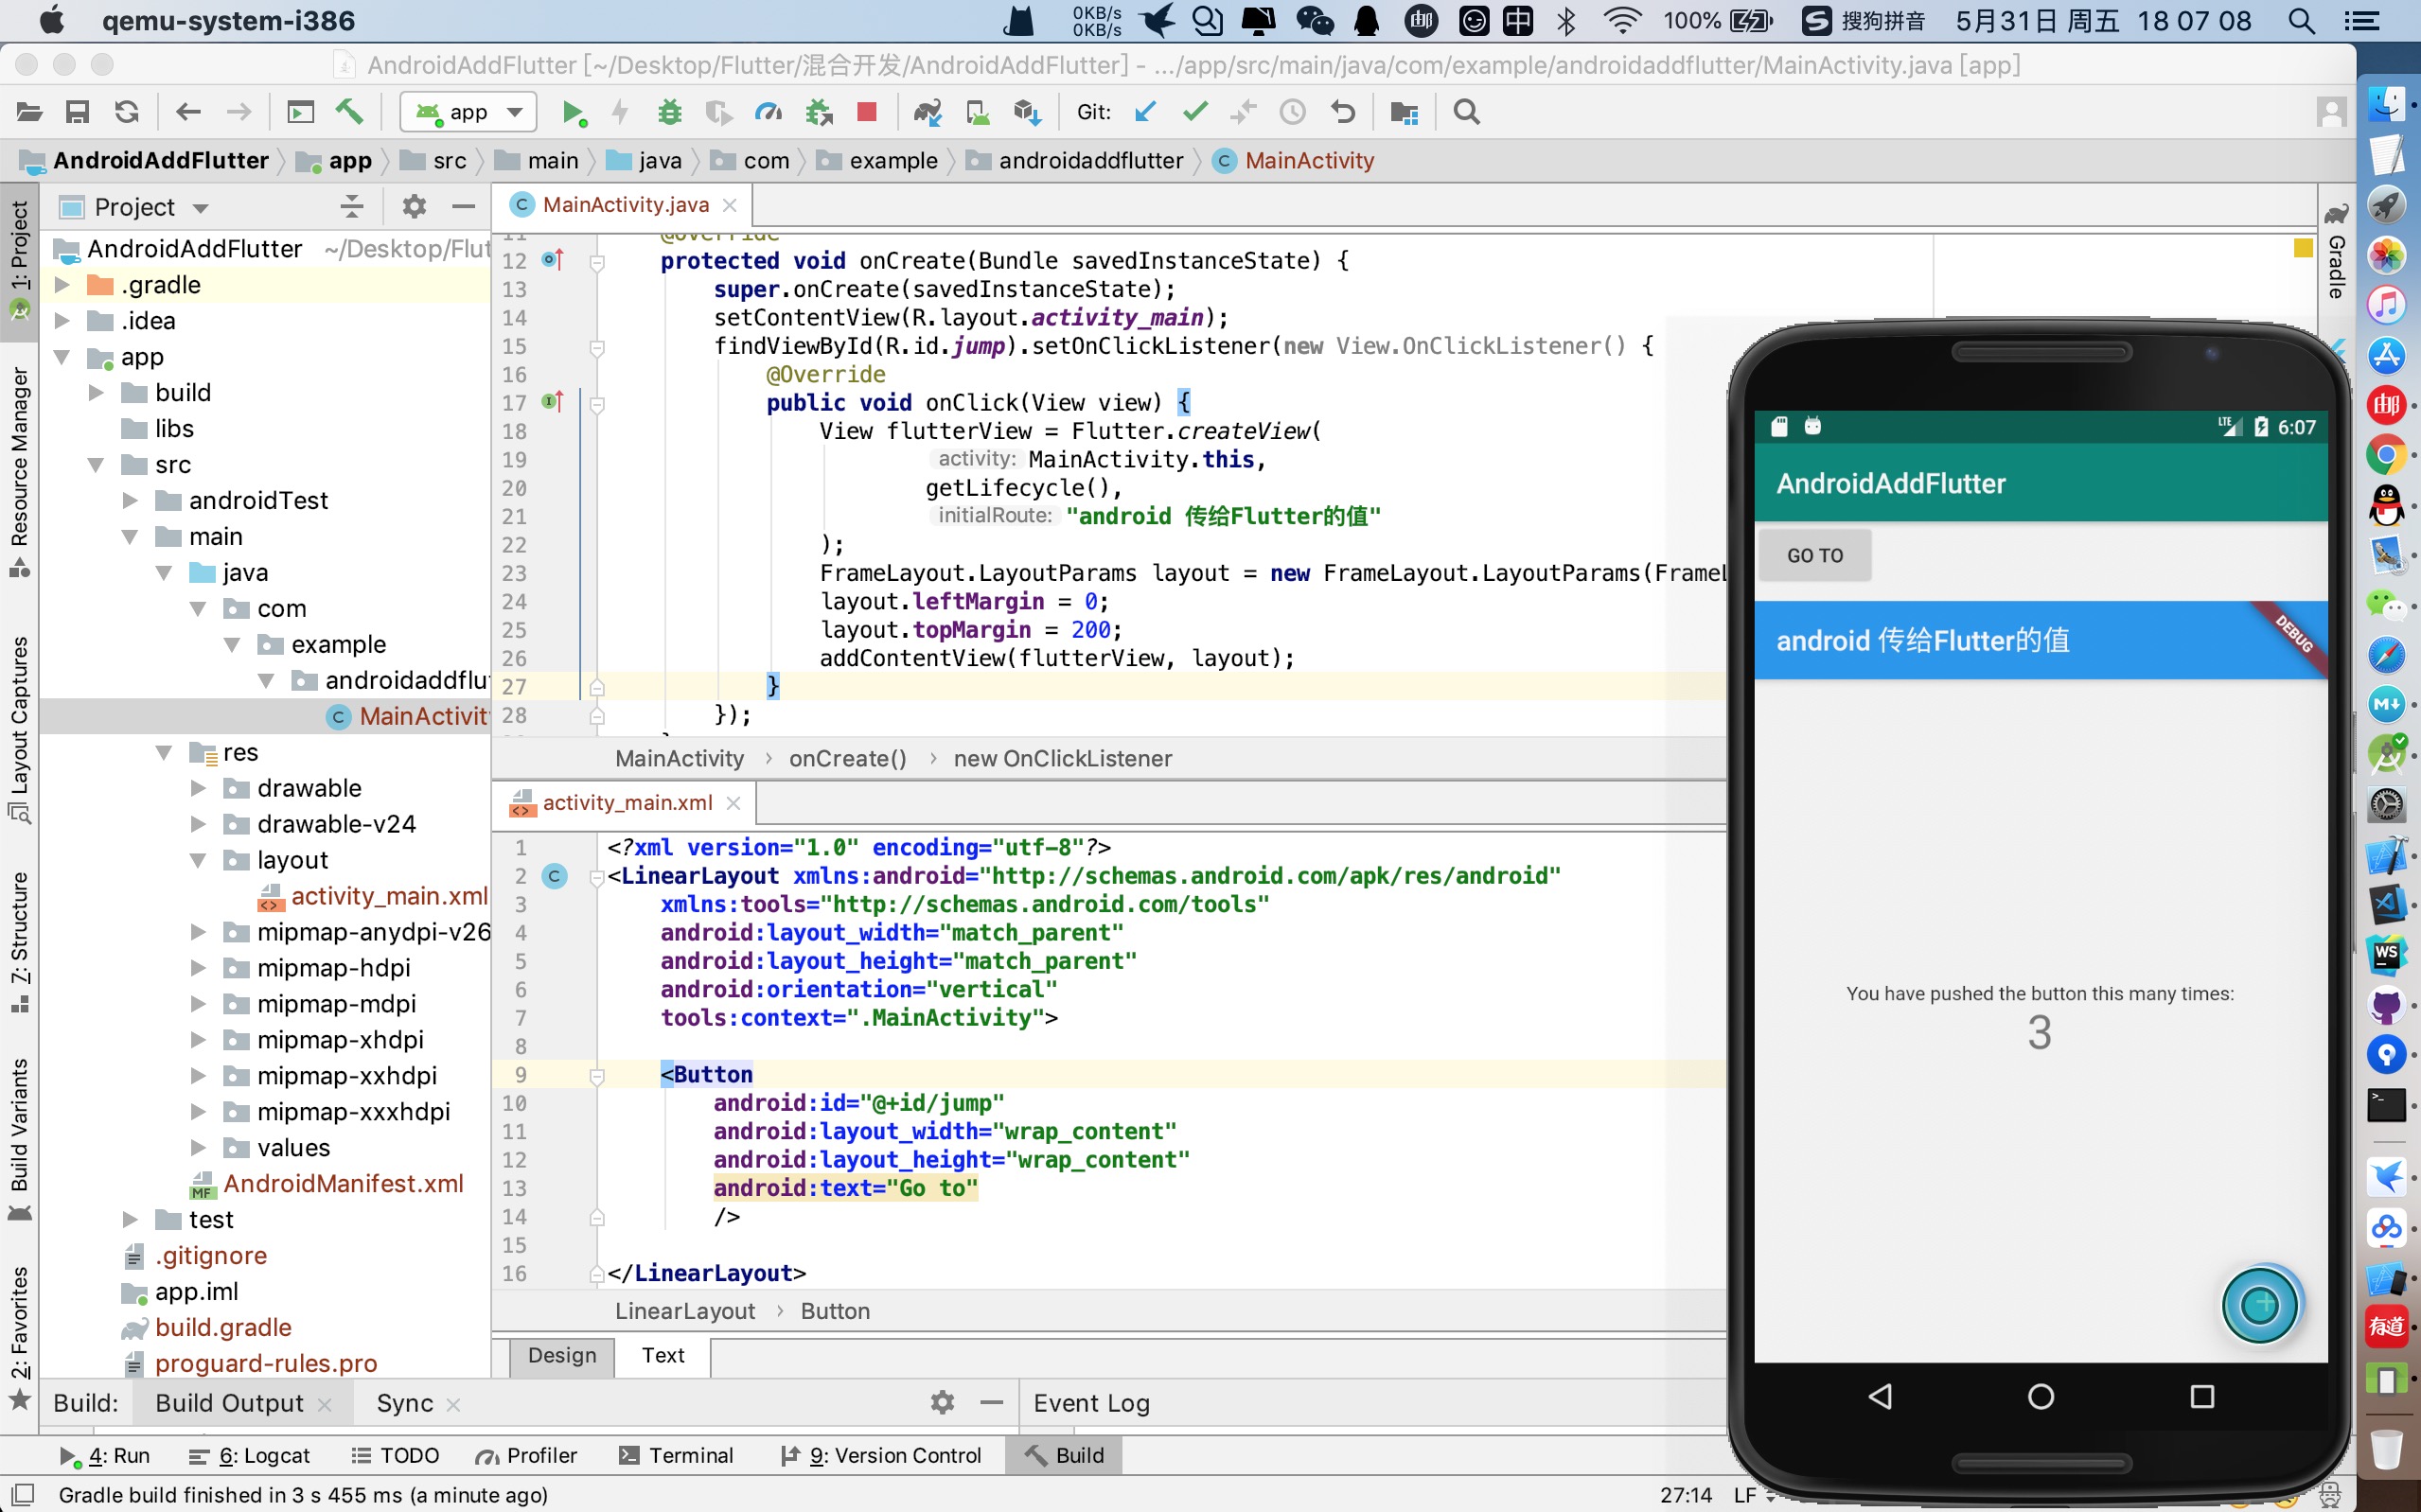 qemu-system-i386
0KB/s
0KB/s
中
100%
搜狗拼音
5月31日 周五 18 07 08
AndroidAddFlutter [~/Desktop/Flutter/混合开发/AndroidAddFlutter] - .../app/src/main/java/com/example/androidaddflutter/MainActivity.java [app]
app
Git:
AndroidAddFlutter
app
src
main
java
com
example
androidaddflutter
MainActivity
Project
MainActivity.java
1: Project
Resource Manager
Layout Captures
7: Structure
Build Variants
2: Favorites
Gradle
AndroidAddFlutter ~/Desktop/Flut
.gradle
.idea
app
build
libs
src
androidTest
main
java
com
example
androidaddflu
MainActivit
res
drawable
drawable-v24
layout
activity_main.xml
mipmap-anydpi-v26
mipmap-hdpi
mipmap-mdpi
mipmap-xhdpi
mipmap-xxhdpi
mipmap-xxxhdpi
values
AndroidManifest.xml
test
.gitignore
app.iml
build.gradle
proguard-rules.pro
11 @Override
12 protected void onCreate(Bundle savedInstanceState) {
13 super.onCreate(savedInstanceState);
14 setContentView(R.layout.activity_main);
15 findViewById(R.id.jump).setOnClickListener(new View.OnClickListener() {
16 @Override
17 public void onClick(View view) {
18 View flutterView = Flutter.createView(
19 activity: MainActivity.this,
20 getLifecycle(),
21 initialRoute: "android 传给Flutter的值"
22 );
23 FrameLayout.LayoutParams layout = new FrameLayout.LayoutParams(FrameL
24 layout.leftMargin = 0;
25 layout.topMargin = 200;
26 addContentView(flutterView, layout);
27 }
28 });
MainActivity › onCreate() › new OnClickListener
activity_main.xml
1 <?xml version="1.0" encoding="utf-8"?>
2 <LinearLayout xmlns:android="http://schemas.android.com/apk/res/android"
3 xmlns:tools="http://schemas.android.com/tools"
4 android:layout_width="match_parent"
5 android:layout_height="match_parent"
6 android:orientation="vertical"
7 tools:context=".MainActivity">
8
9 <Button
10 android:id="@+id/jump"
11 android:layout_width="wrap_content"
12 android:layout_height="wrap_content"
13 android:text="Go to"
14 />
15
16 </LinearLayout>
LinearLayout › Button
Design Text
LTE 6:07
AndroidAddFlutter
GO TO
android 传给Flutter的值
DEBUG
You have pushed the button this many times:
3
Build: Build Output Sync
Event Log
4: Run 6: Logcat TODO Profiler Terminal 9: Version Control Build
Gradle build finished in 3 s 455 ms (a minute ago)
27:14 LF
邮
M
WS
有道